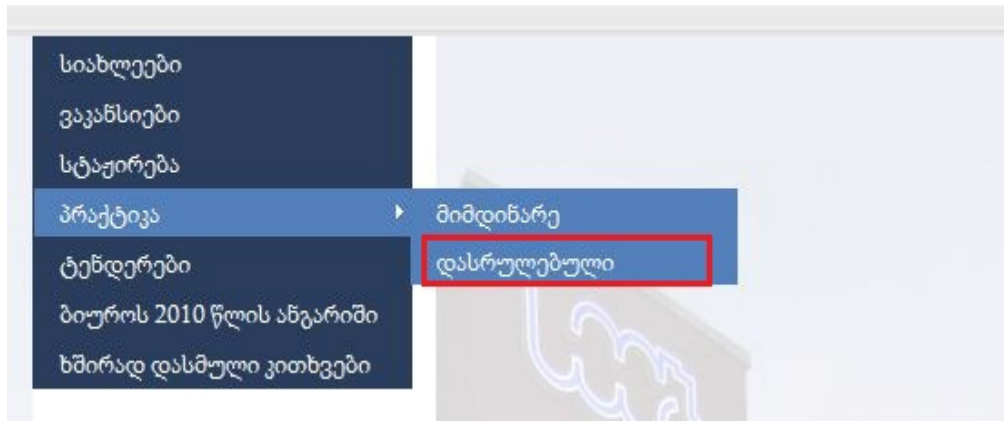 სიახლეები
ვაკანსიები
სტაჟირება
პრაქტიკა
მიმდინარე
დასრულებული
ტენდერები
ბიუროს 2010 წლის ანგარიში
ხშირად დასმული კითხვები